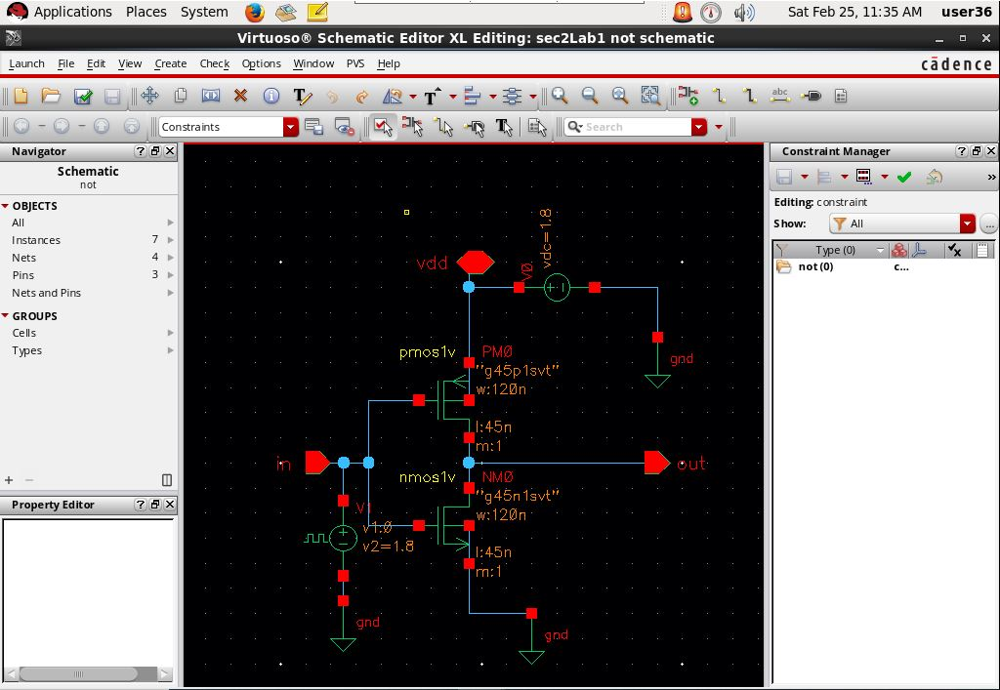 Applications Places System Sat Feb 25, 11:35 AM user36
Virtuoso® Schematic Editor XL Editing: sec2Lab1 not schematic
Launch File Edit View Create Check Options Window PVS Help cādence
abc
Constraints Search
Navigator
Schematic
not
OBJECTS
All
Instances 7
Nets 4
Pins 3
Nets and Pins
GROUPS
Cells
Types
Property Editor
vdd
V0
vdc=1.8
gnd
pmos1v PM0
"g45p1svt"
w:120n
l:45n
m:1
in
out
nmos1v NM0
"g45n1svt"
w:120n
l:45n
m:1
v1:0
v2=1.8
gnd
gnd
Constraint Manager
Editing: constraint
Show: All
Type (0)
not (0) c...